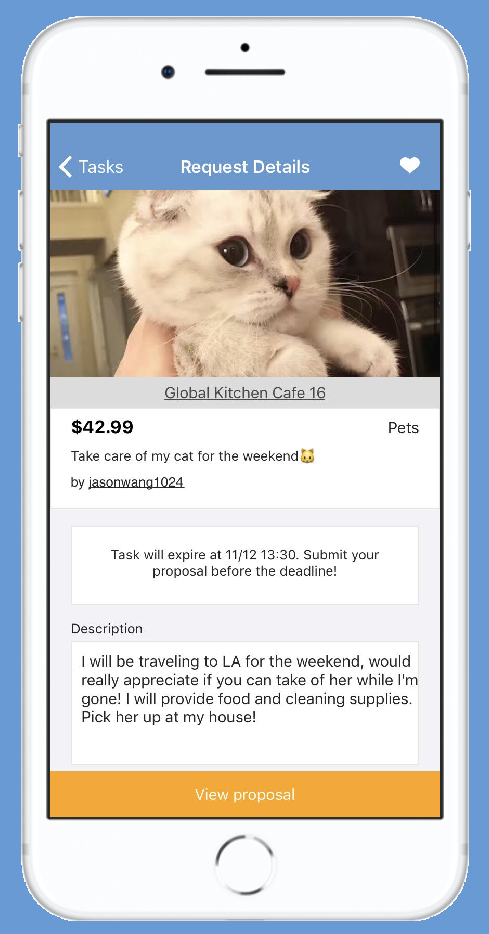 Tasks
Request Details
Global Kitchen Cafe 16
$42.99
Pets
Take care of my cat for the weekend🐱
by jasonwang1024
Task will expire at 11/12 13:30. Submit your
proposal before the deadline!
Description
I will be traveling to LA for the weekend, would
really appreciate if you can take of her while I'm
gone! I will provide food and cleaning supplies.
Pick her up at my house!
View proposal